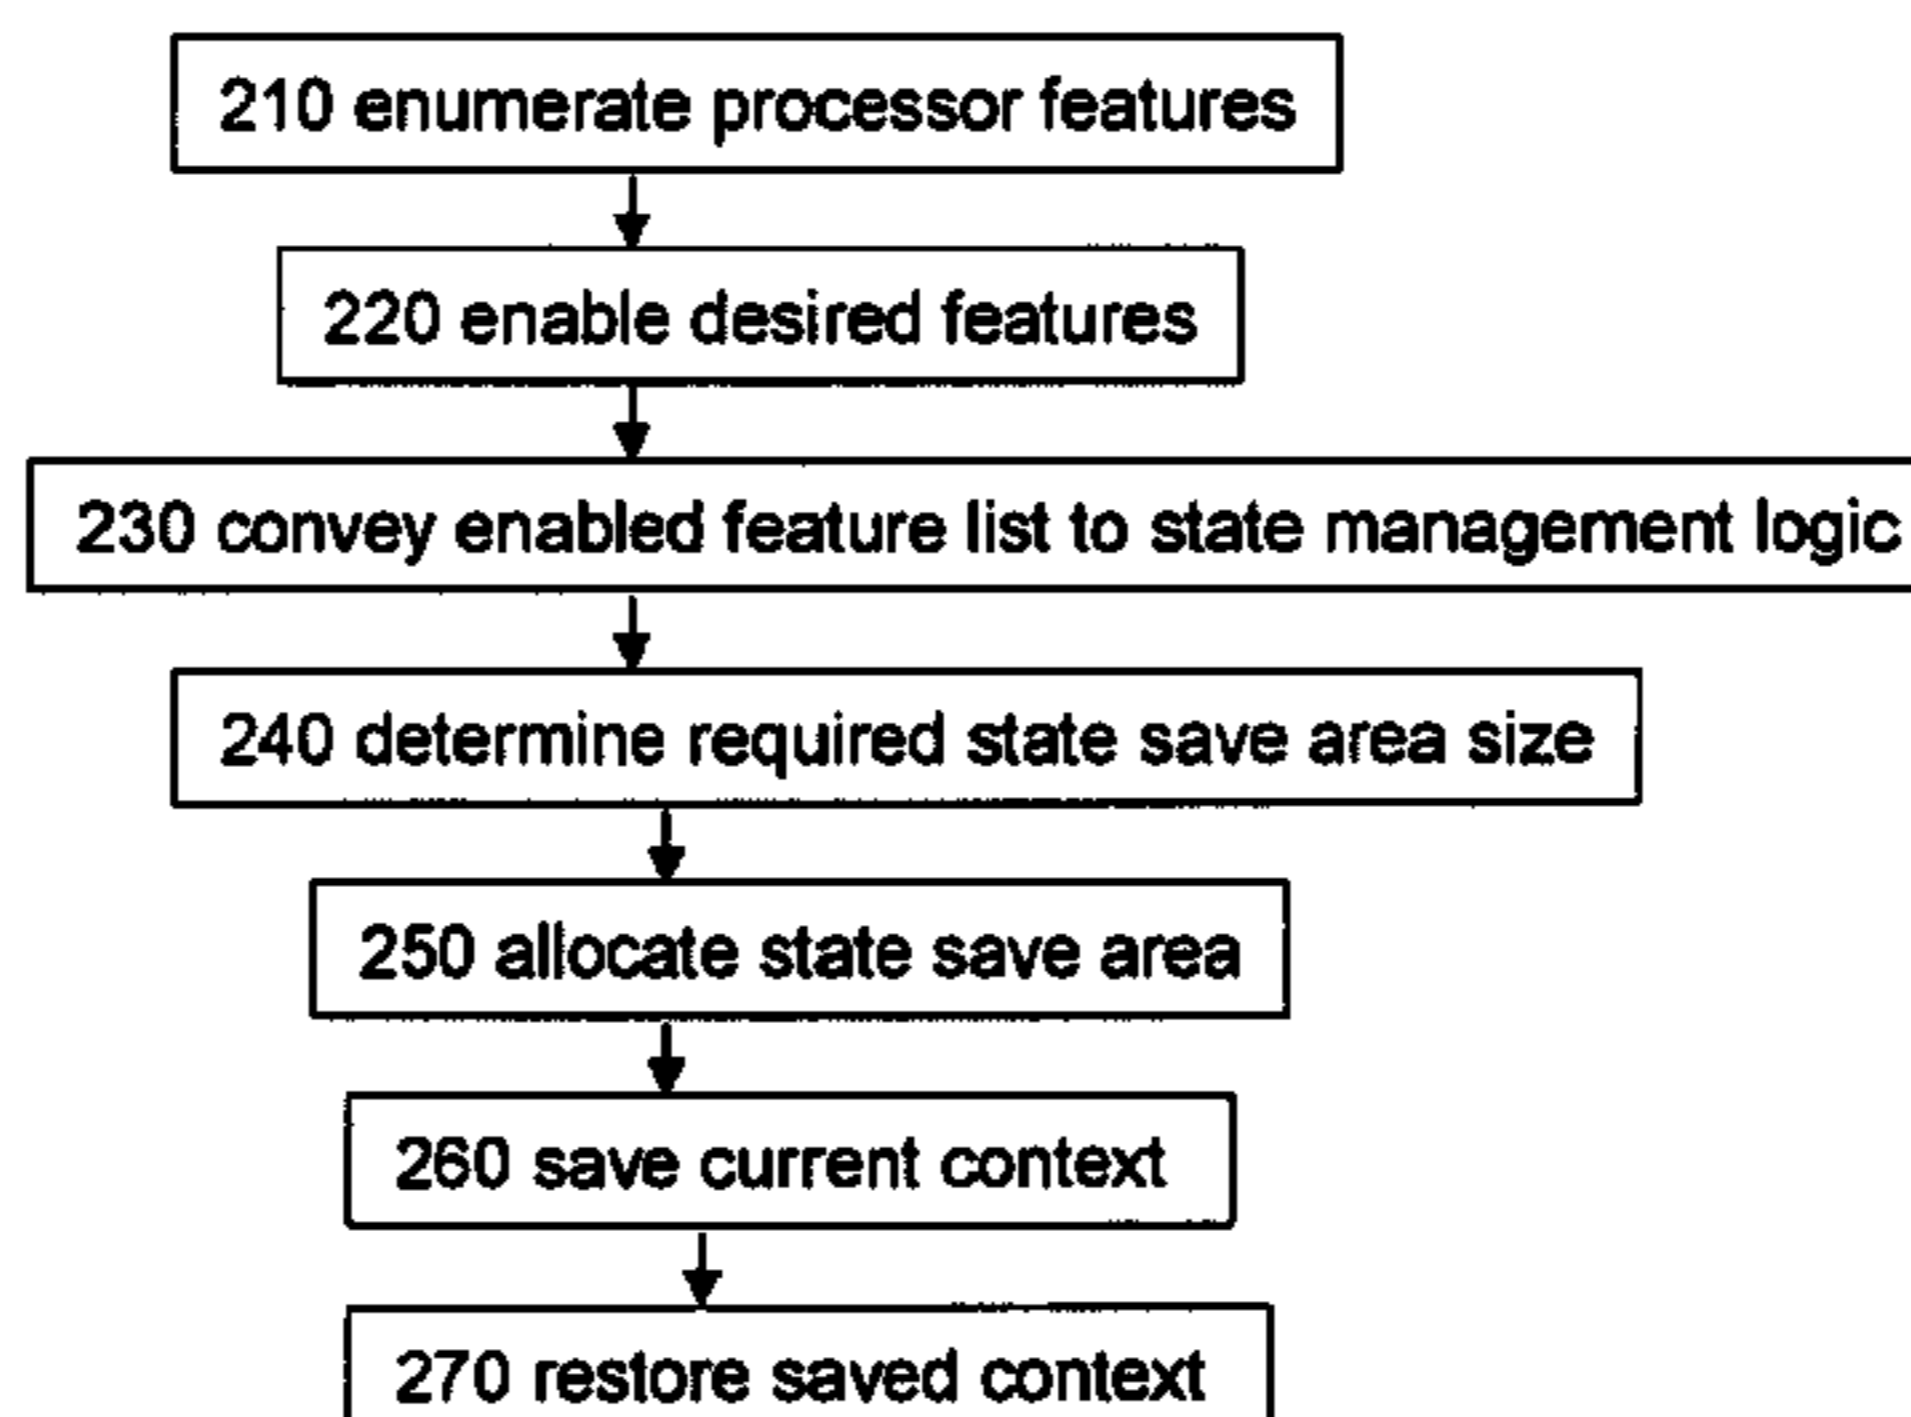 210 enumerate processor features
220 enable desired features
230 convey enabled feature list to state management logic
240 determine required state save area size
250 allocate state save area
260 save current context
270 restore saved context